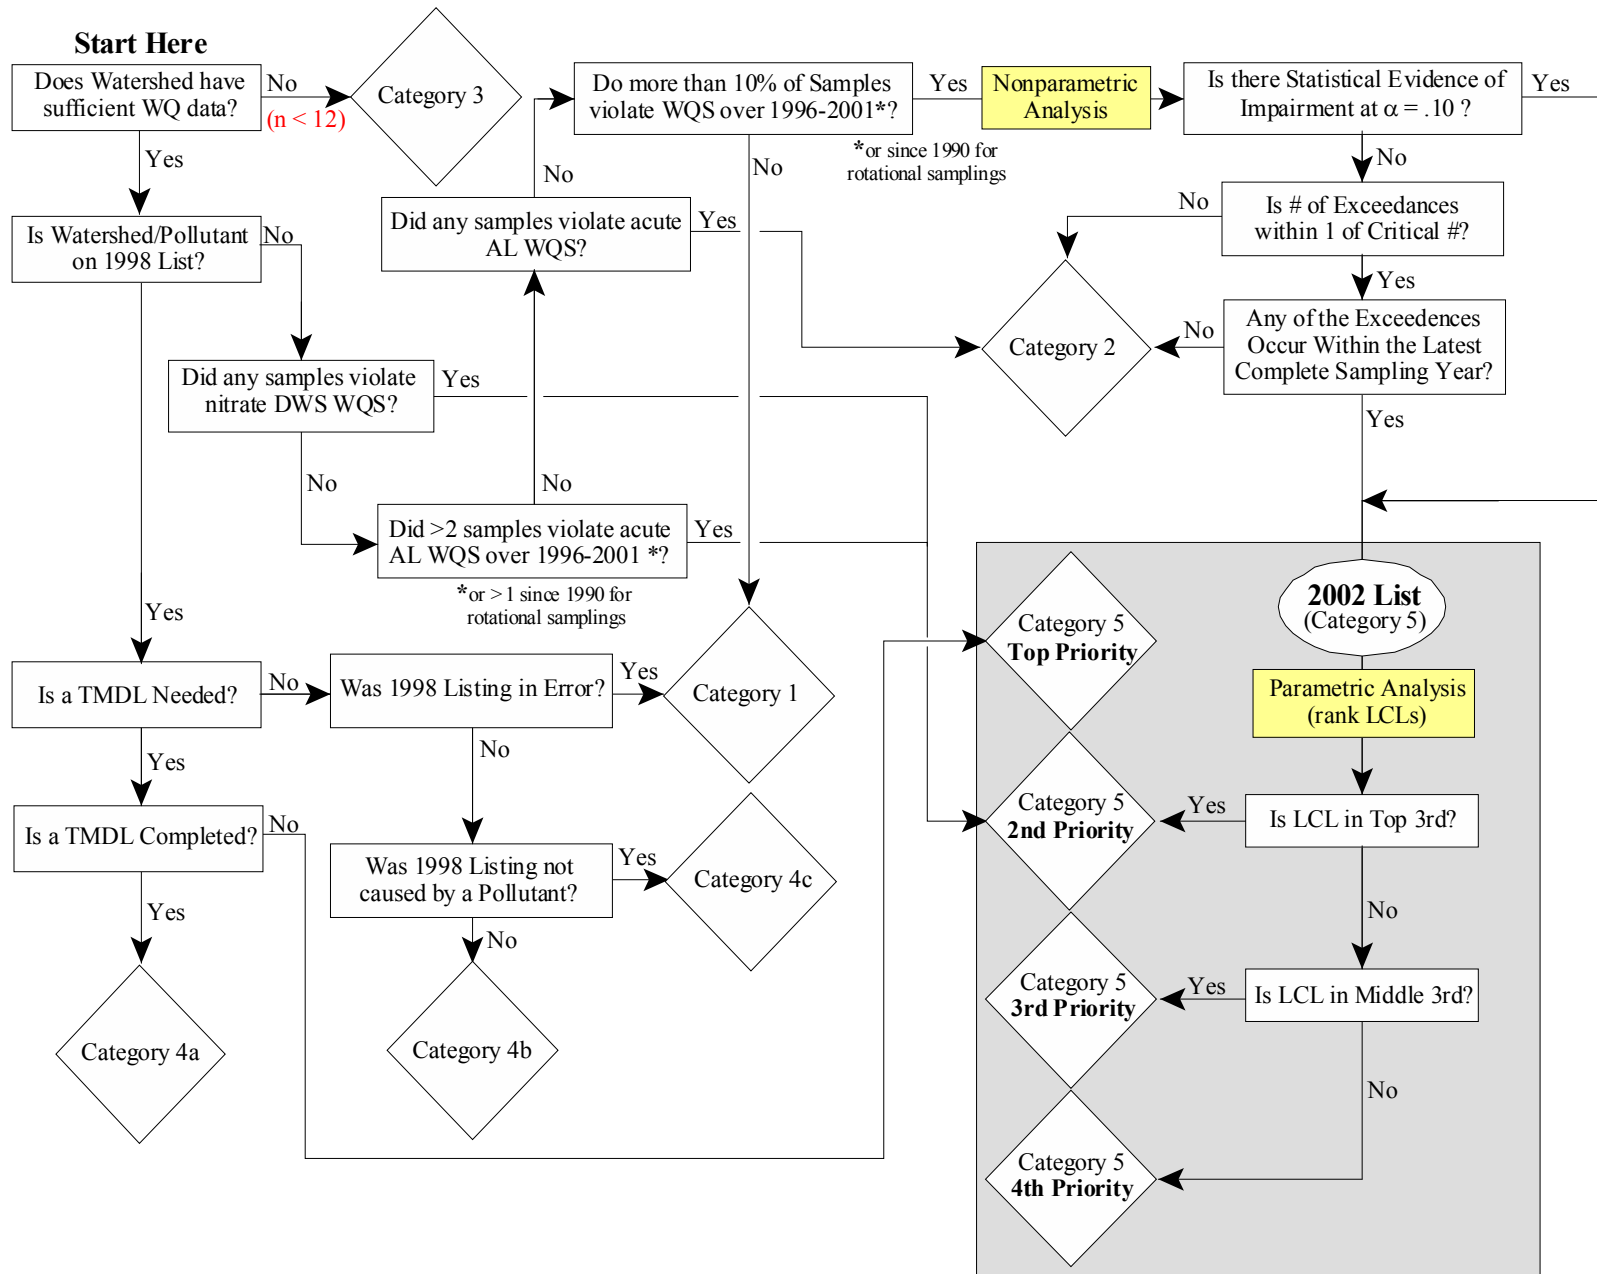 Start Here
Does Watershed have
sufficient WQ data?
No
(n < 12)
Category 3
Do more than 10% of Samples
violate WQS over 1996-2001*?
Yes
Nonparametric
Analysis
Is there Statistical Evidence of
Impairment at α = .10 ?
Yes
*or since 1990 for
rotational samplings
Yes
No
No
No
Is Watershed/Pollutant
on 1998 List?
No
Did any samples violate acute
AL WQS?
Yes
No
Is # of Exceedances
within 1 of Critical #?
Yes
Category 2
No
Any of the Exceedences
Occur Within the Latest
Complete Sampling Year?
Yes
Did any samples violate
nitrate DWS WQS?
Yes
No
No
Did >2 samples violate acute
AL WQS over 1996-2001 *?
Yes
*or >1 since 1990 for
rotational samplings
Yes
2002 List
(Category 5)
Category 5
Top Priority
Is a TMDL Needed?
No
Was 1998 Listing in Error?
Yes
Category 1
Parametric Analysis
(rank LCLs)
Yes
No
Is a TMDL Completed?
No
Category 5
2nd Priority
Yes
Is LCL in Top 3rd?
Was 1998 Listing not
caused by a Pollutant?
Yes
Category 4c
Yes
No
No
Category 5
3rd Priority
Yes
Is LCL in Middle 3rd?
Category 4a
Category 4b
No
Category 5
4th Priority